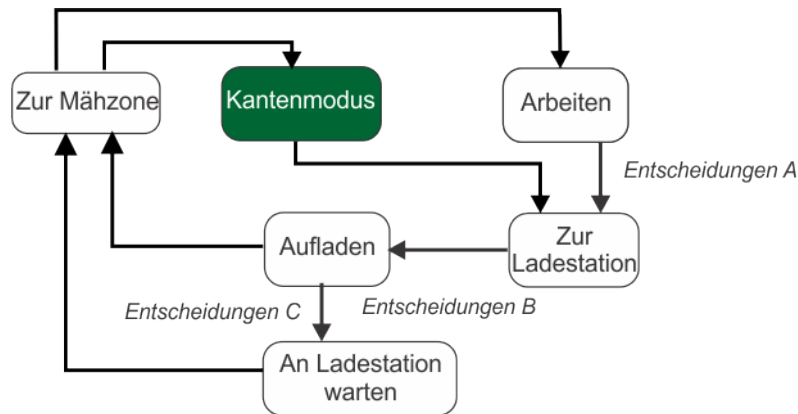 Zur Mähzone
Kantenmodus
Arbeiten
Entscheidungen A
Aufladen
Zur
Ladestation
Entscheidungen C
Entscheidungen B
An Ladestation
warten